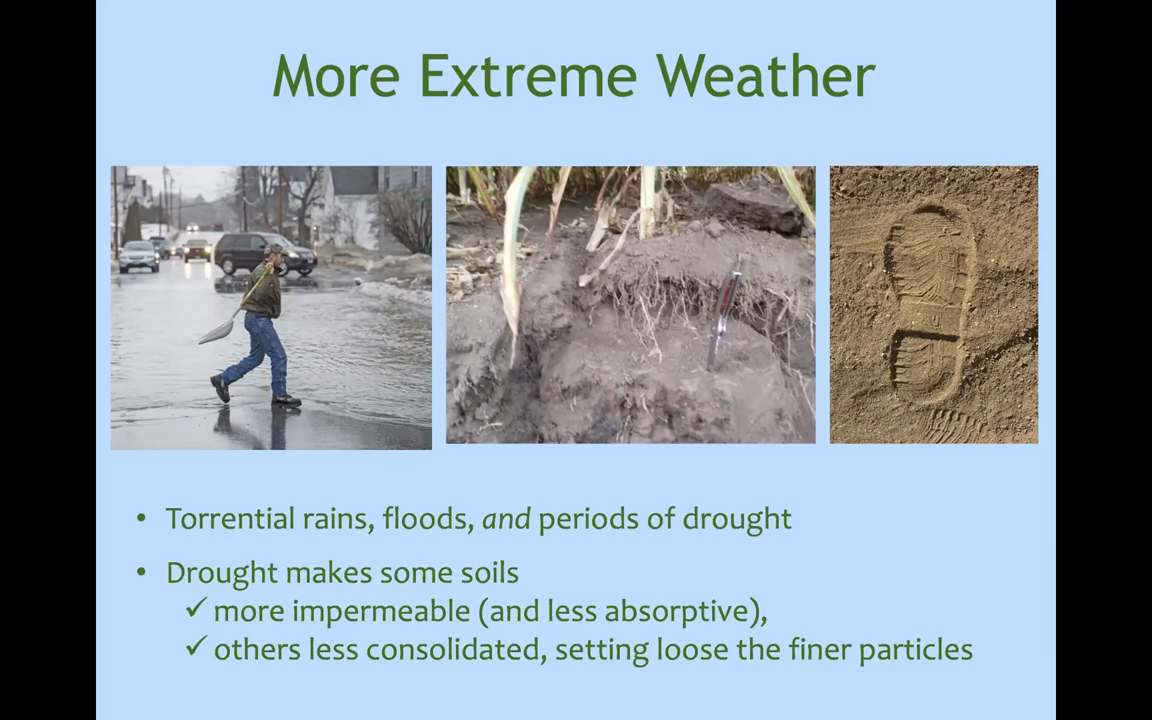 More Extreme Weather
• Torrential rains, floods, and periods of drought
• Drought makes some soils
✓ more impermeable (and less absorptive),
✓ others less consolidated, setting loose the finer particles